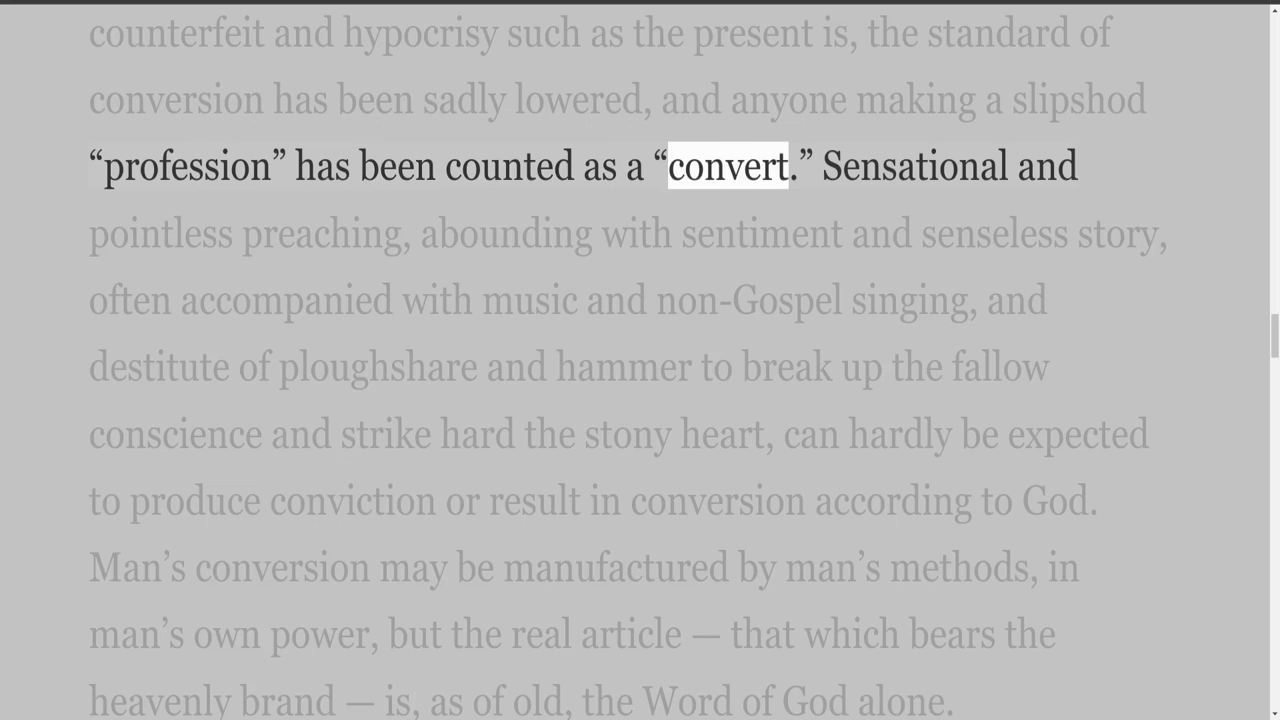 counterfeit and hypocrisy such as the present is, the standard of
conversion has been sadly lowered, and anyone making a slipshod
“profession” has been counted as a “convert.” Sensational and
pointless preaching, abounding with sentiment and senseless story,
often accompanied with music and non-Gospel singing, and
destitute of ploughshare and hammer to break up the fallow
conscience and strike hard the stony heart, can hardly be expected
to produce conviction or result in conversion according to God.
Man’s conversion may be manufactured by man’s methods, in
man’s own power, but the real article — that which bears the
heavenly brand — is, as of old, the Word of God alone.